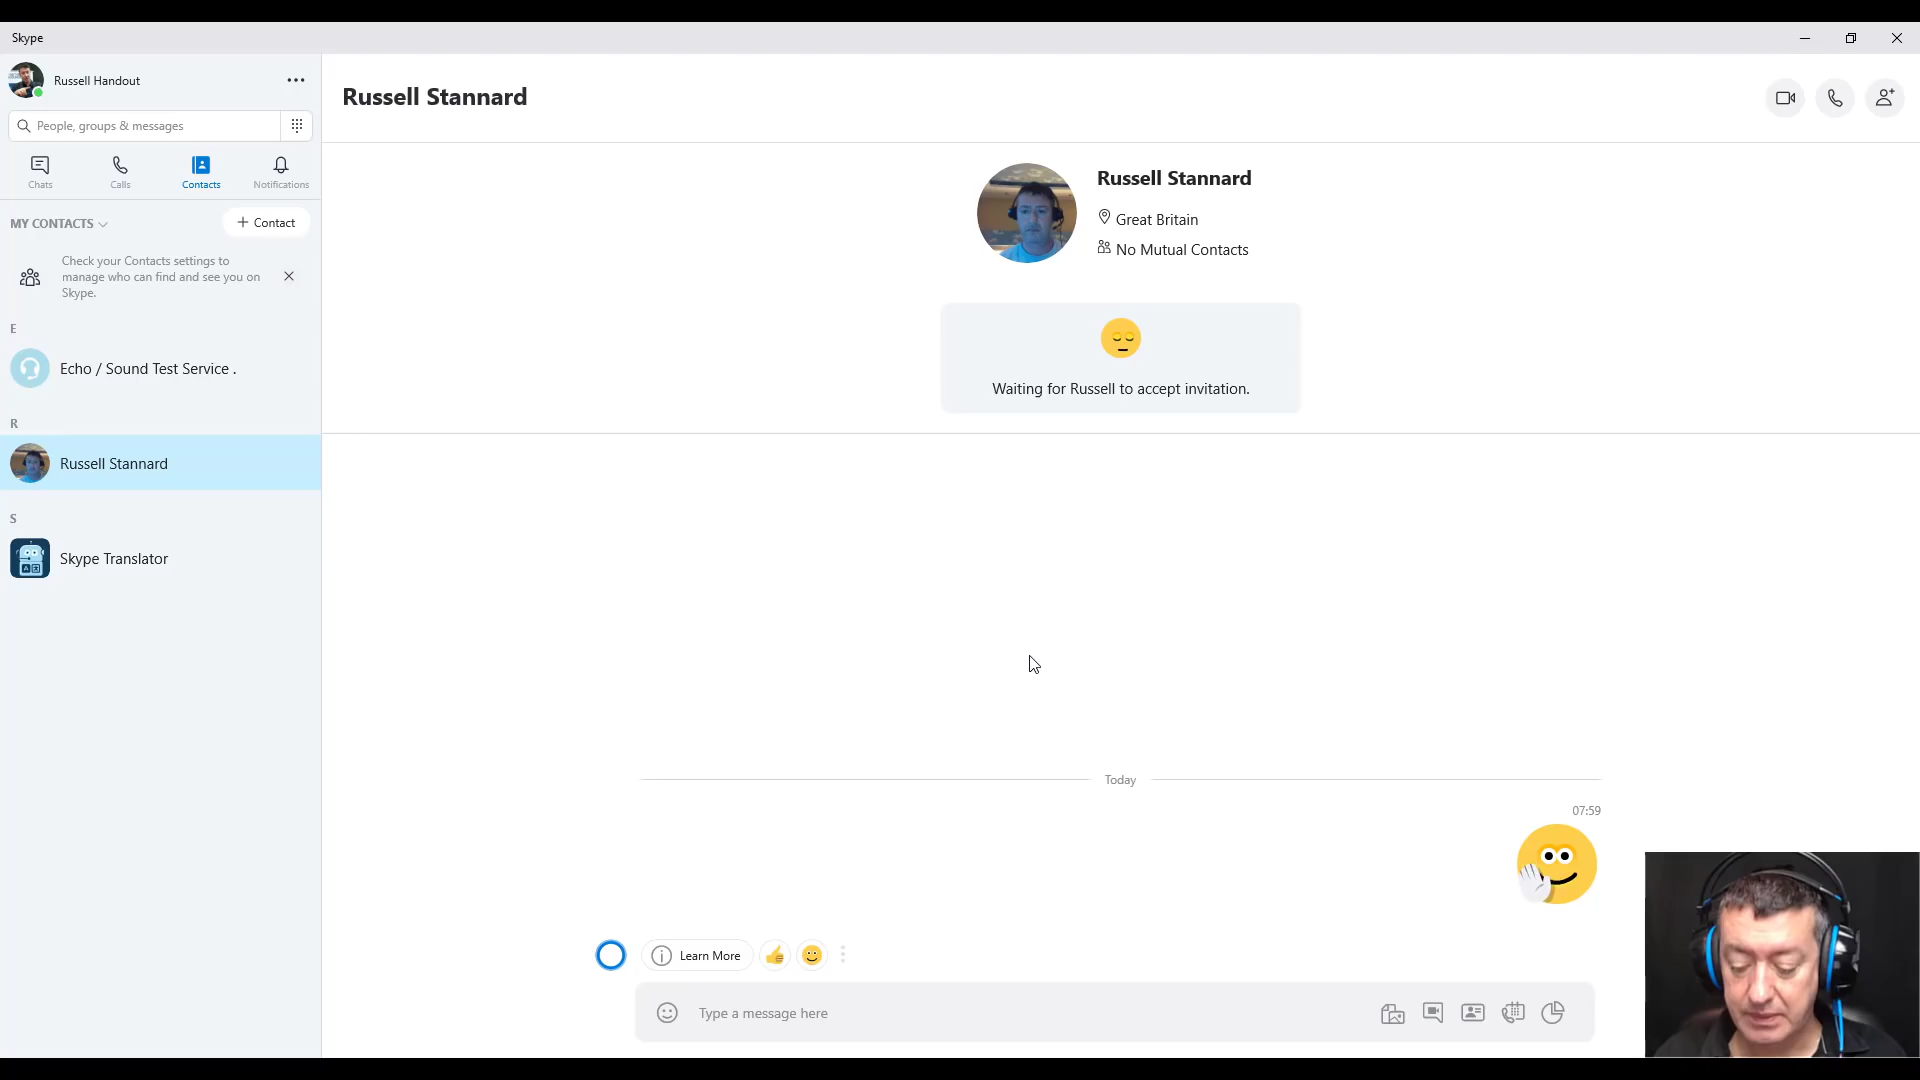 Skype
Russell Handout
People, groups & messages
Chats
Calls
Contacts
Notifications
MY CONTACTS
Contact
Check your Contacts settings to
manage who can find and see you on
Skype.
E
Echo / Sound Test Service .
R
Russell Stannard
S
Skype Translator
Russell Stannard
Russell Stannard
Great Britain
No Mutual Contacts
Waiting for Russell to accept invitation.
Today
07:59
Learn More
Type a message here